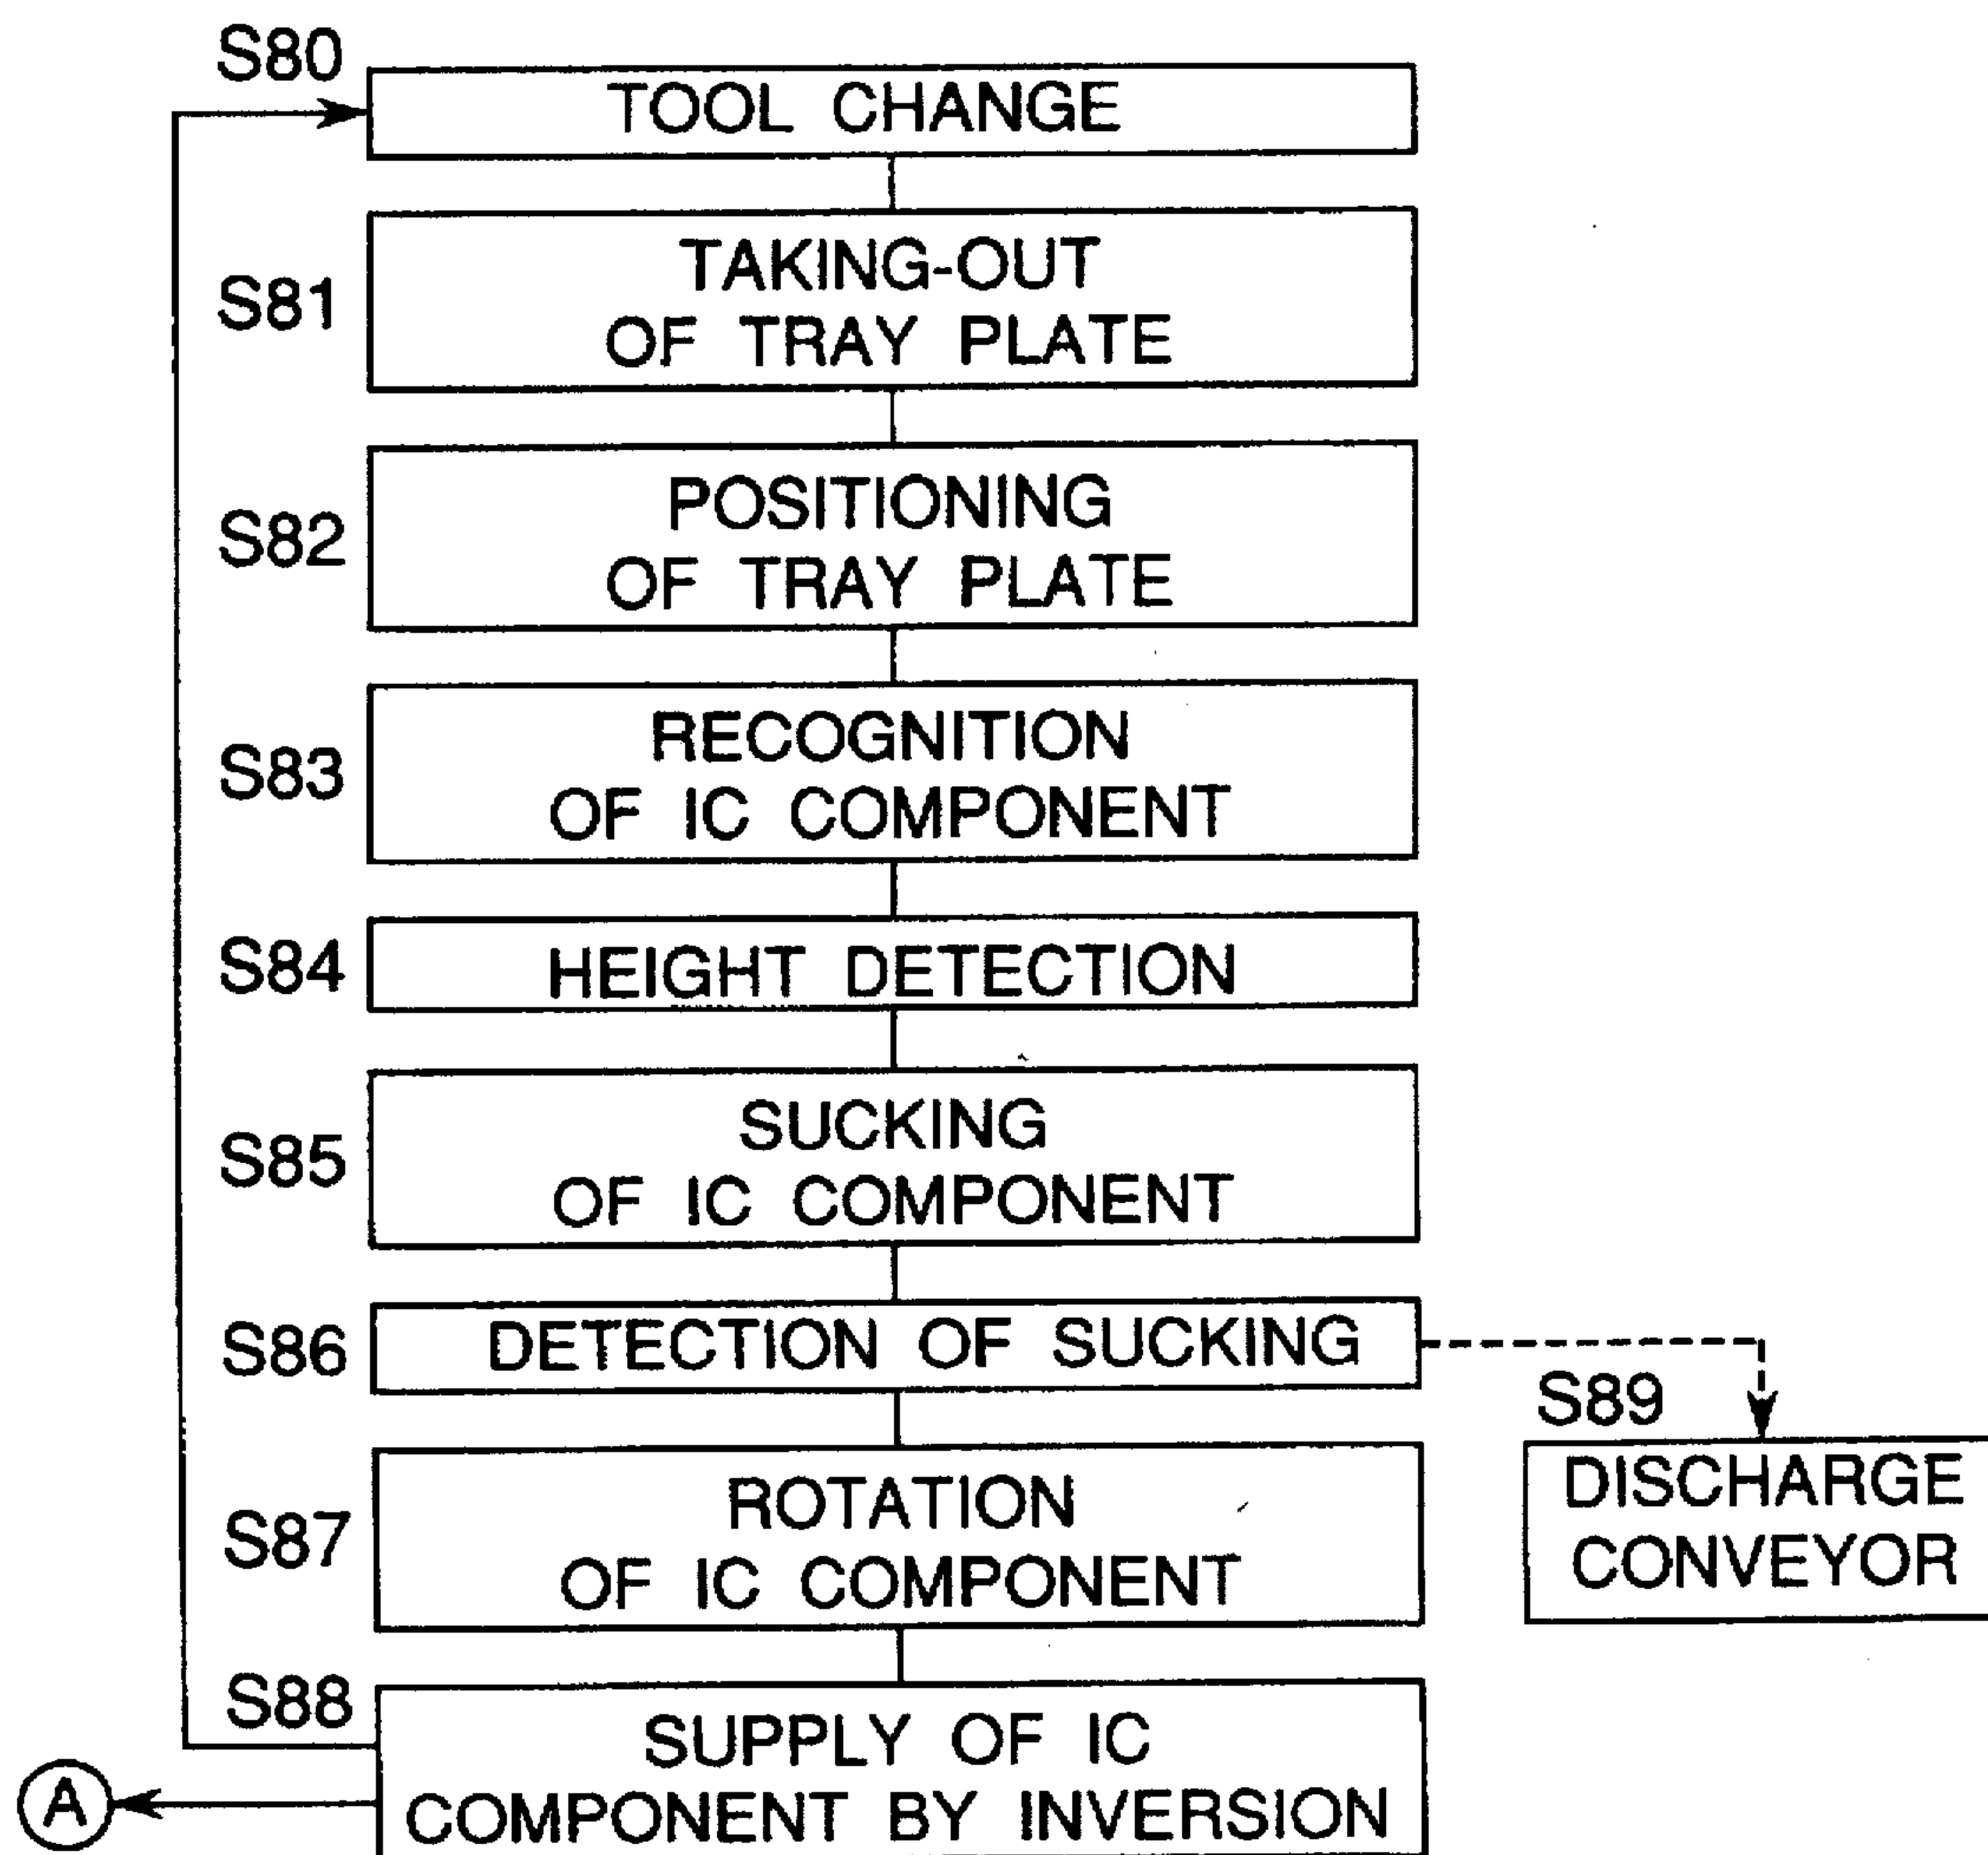 S80
TOOL CHANGE
S81
TAKING-OUT
OF TRAY PLATE
S82
POSITIONING
OF TRAY PLATE
S83
RECOGNITION
OF IC COMPONENT
S84
HEIGHT DETECTION
S85
SUCKING
OF IC COMPONENT
S86
DETECTION OF SUCKING
S89
DISCHARGE
CONVEYOR
S87
ROTATION
OF IC COMPONENT
S88
SUPPLY OF IC
COMPONENT BY INVERSION
A